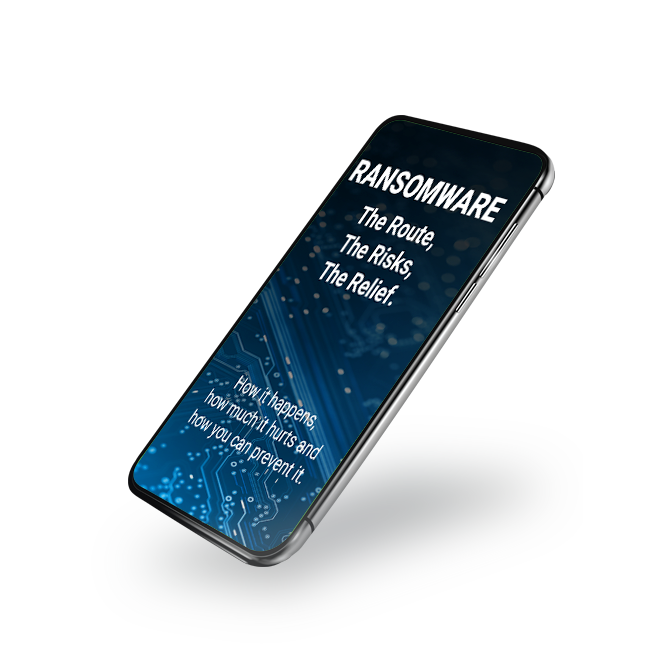 RANSOMWARE
The Route,
The Risks,
The Relief.
How it happens,
how much it hurts and
how you can prevent it.